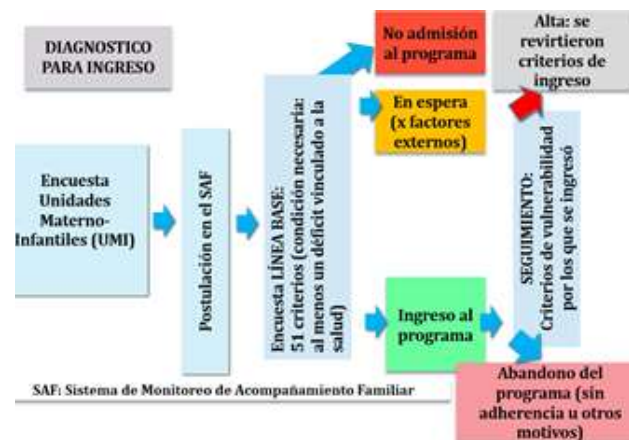 DIAGNOSTICO
PARA INGRESO
Encuesta
Unidades
Materno-
Infantiles (UMI)
Postulación en el SAF
Encuesta LÍNEA BASE:
51 criterios (condición necesaria:
al menos un déficit vinculado a la
salud)
No admisión
al programa
En espera
(x factores
externos)
Ingreso al
programa
SEGUIMIENTO:
Criterios de vulnerabilidad
por los que se ingresó
Alta: se
revirtieron
criterios de
ingreso
Abandono del
programa (sin
adherencia u otros
motivos)
SAF: Sistema de Monitoreo de Acompañamiento Familiar